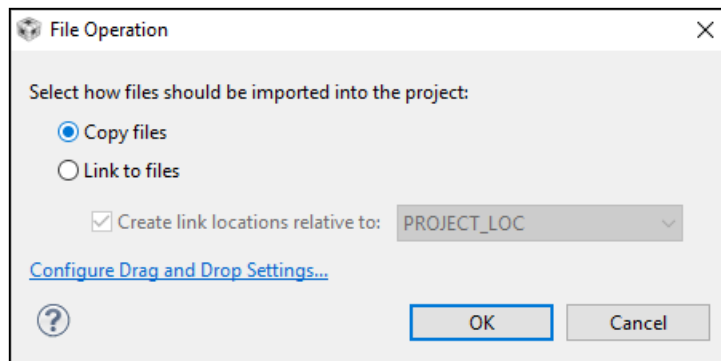 File Operation
Select how files should be imported into the project:
Copy files
Link to files
Create link locations relative to: PROJECT_LOC
Configure Drag and Drop Settings...
? OK Cancel